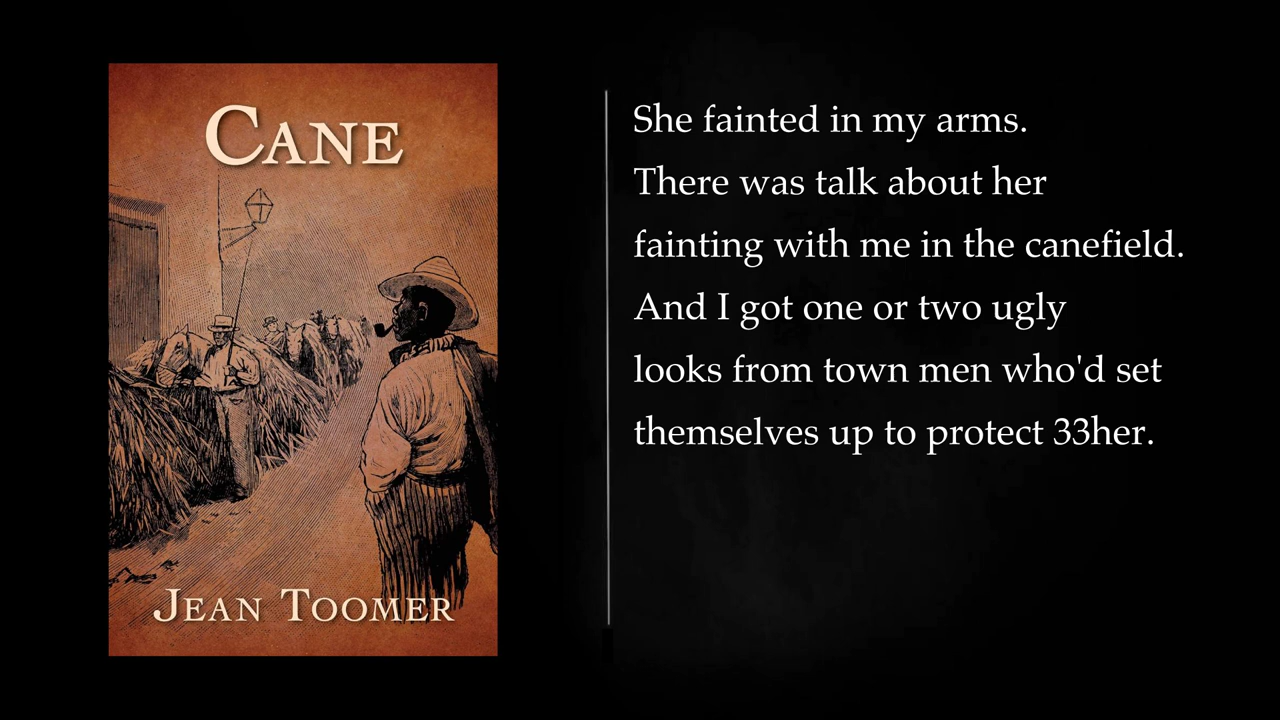 CANE
JEAN TOOMER
She fainted in my arms.
There was talk about her
fainting with me in the canefield.
And I got one or two ugly
looks from town men who'd set
themselves up to protect 33her.